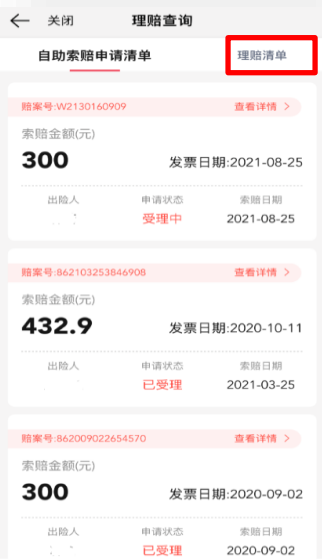 关闭 理赔查询
自助索赔申请清单 理赔清单
赔案号:W2130160909 查看详情 >
索赔金额(元)
300 发票日期:2021-08-25
出险人 申请状态 索赔日期
受理中 2021-08-25
赔案号:862103253846908 查看详情 >
索赔金额(元)
432.9 发票日期:2020-10-11
出险人 申请状态 索赔日期
已受理 2021-03-25
赔案号:862009022654570 查看详情 >
索赔金额(元)
300 发票日期:2020-09-02
出险人 申请状态 索赔日期
已受理 2020-09-02